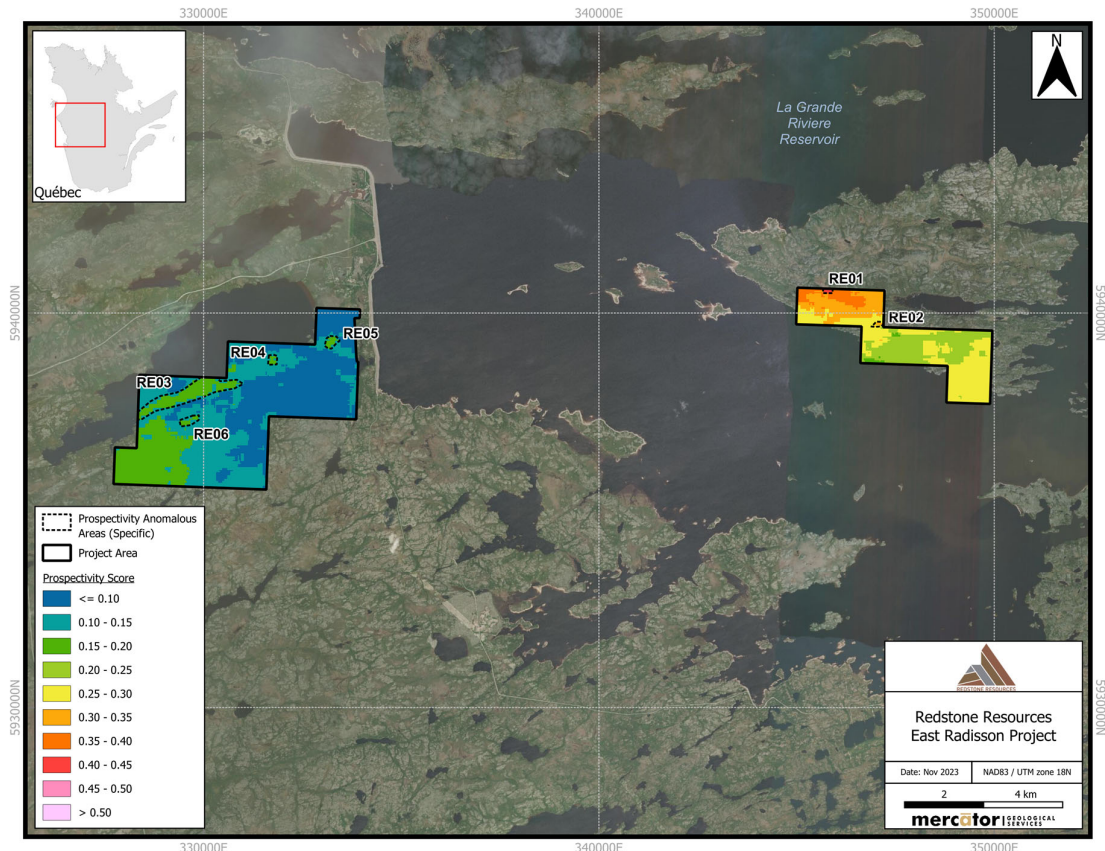 330000E
340000E
350000E
N
Québec
La Grande
Riviere
Reservoir
5940000N
5940000N
RE01
RE02
RE05
RE04
RE03
RE06
Prospectivity Anomalous
Areas (Specific)
Project Area
Prospectivity Score
<= 0.10
0.10 - 0.15
0.15 - 0.20
0.20 - 0.25
0.25 - 0.30
0.30 - 0.35
0.35 - 0.40
0.40 - 0.45
0.45 - 0.50
> 0.50
5930000N
5930000N
REDSTONE RESOURCES
Redstone Resources
East Radisson Project
Date: Nov 2023
NAD83 / UTM zone 18N
2 4 km
mercātor GEOLOGICAL
SERVICES
330000E
340000E
350000E